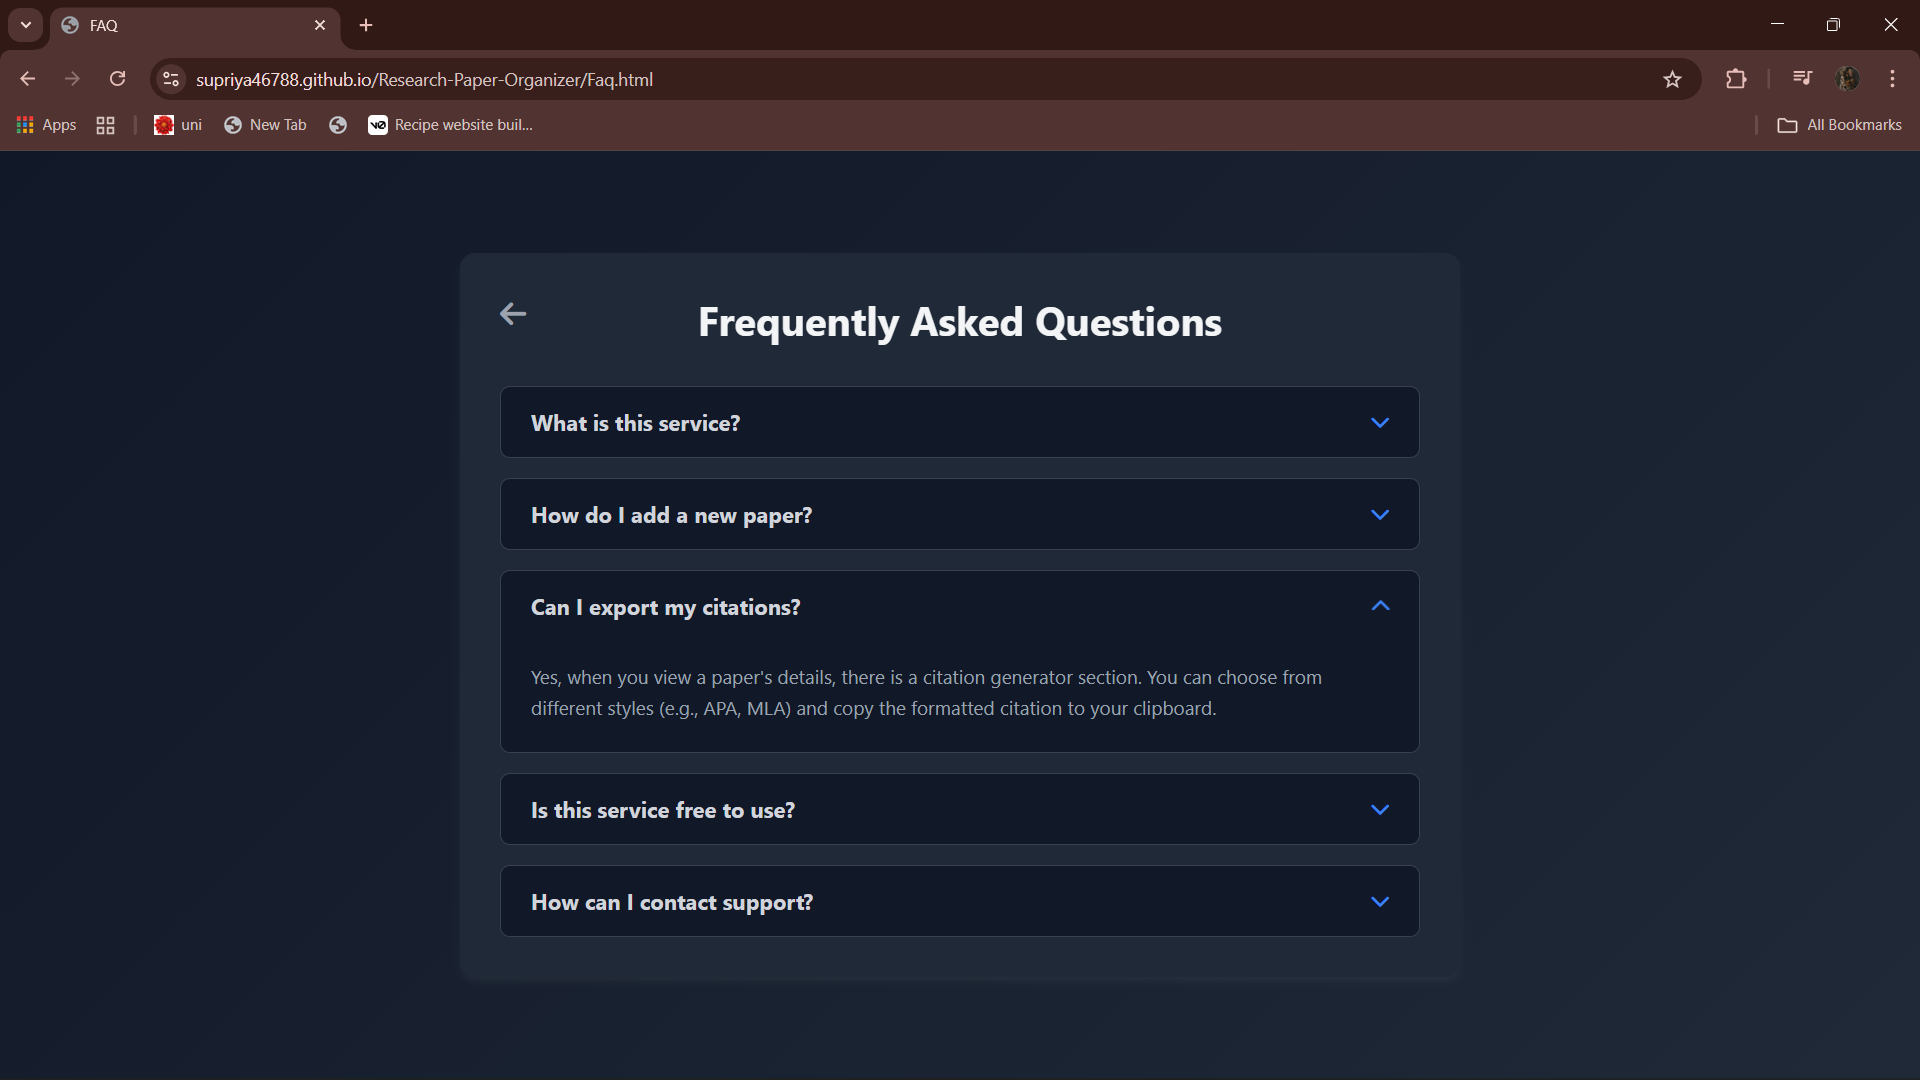 FAQ
supriya46788.github.io/Research-Paper-Organizer/Faq.html
Apps
uni
New Tab
v0
Recipe website buil...
All Bookmarks
Frequently Asked Questions
What is this service?
How do I add a new paper?
Can I export my citations?
Yes, when you view a paper's details, there is a citation generator section. You can choose from
different styles (e.g., APA, MLA) and copy the formatted citation to your clipboard.
Is this service free to use?
How can I contact support?